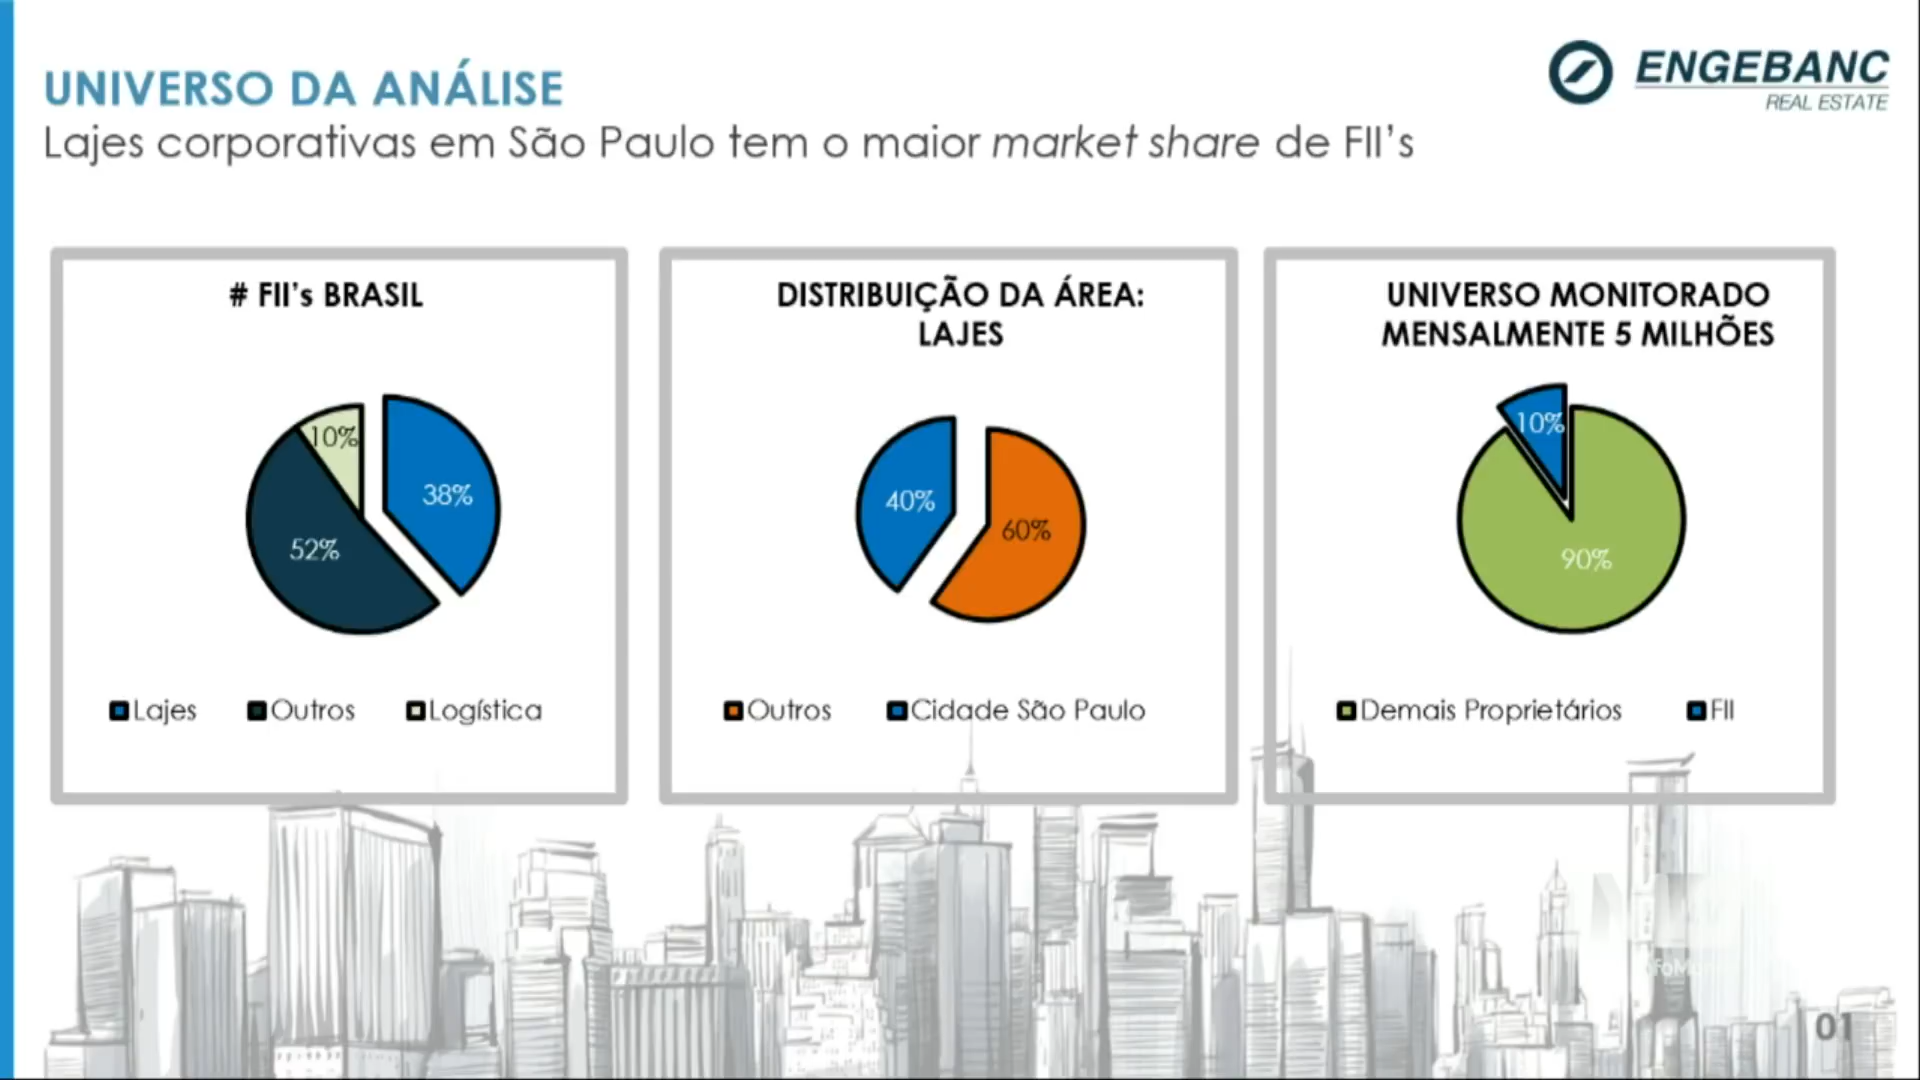 UNIVERSO DA ANÁLISE
Lajes corporativas em São Paulo tem o maior market share de FII's
ENGEBANC
REAL ESTATE
# FII's BRASIL
10%
38%
52%
Lajes Outros Logística
DISTRIBUIÇÃO DA ÁREA:
LAJES
40%
60%
Outros Cidade São Paulo
UNIVERSO MONITORADO
MENSALMENTE 5 MILHÕES
10%
90%
Demais Proprietários FII
01